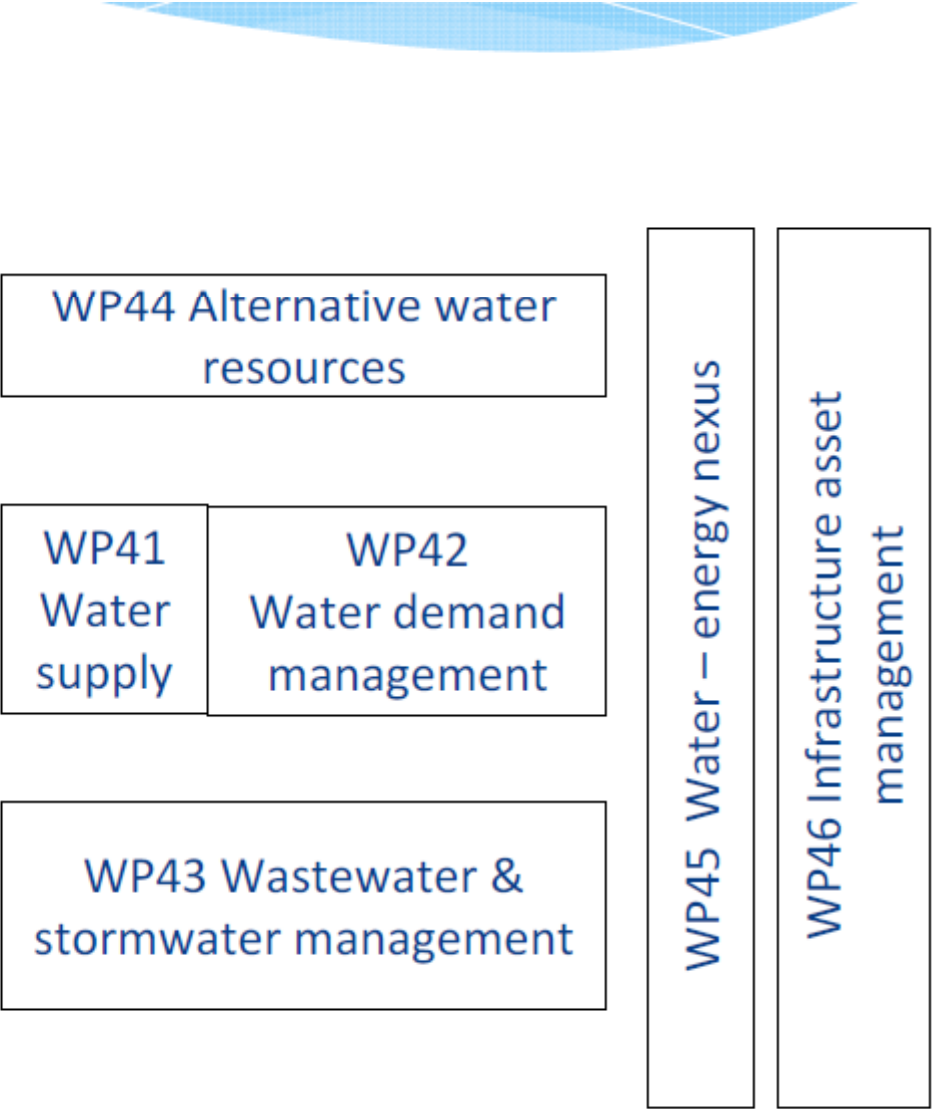 WP44 Alternative water
resources
WP41
Water
supply
WP42
Water demand
management
WP43 Wastewater &
stormwater management
WP45 Water – energy nexus
WP46 Infrastructure asset
management